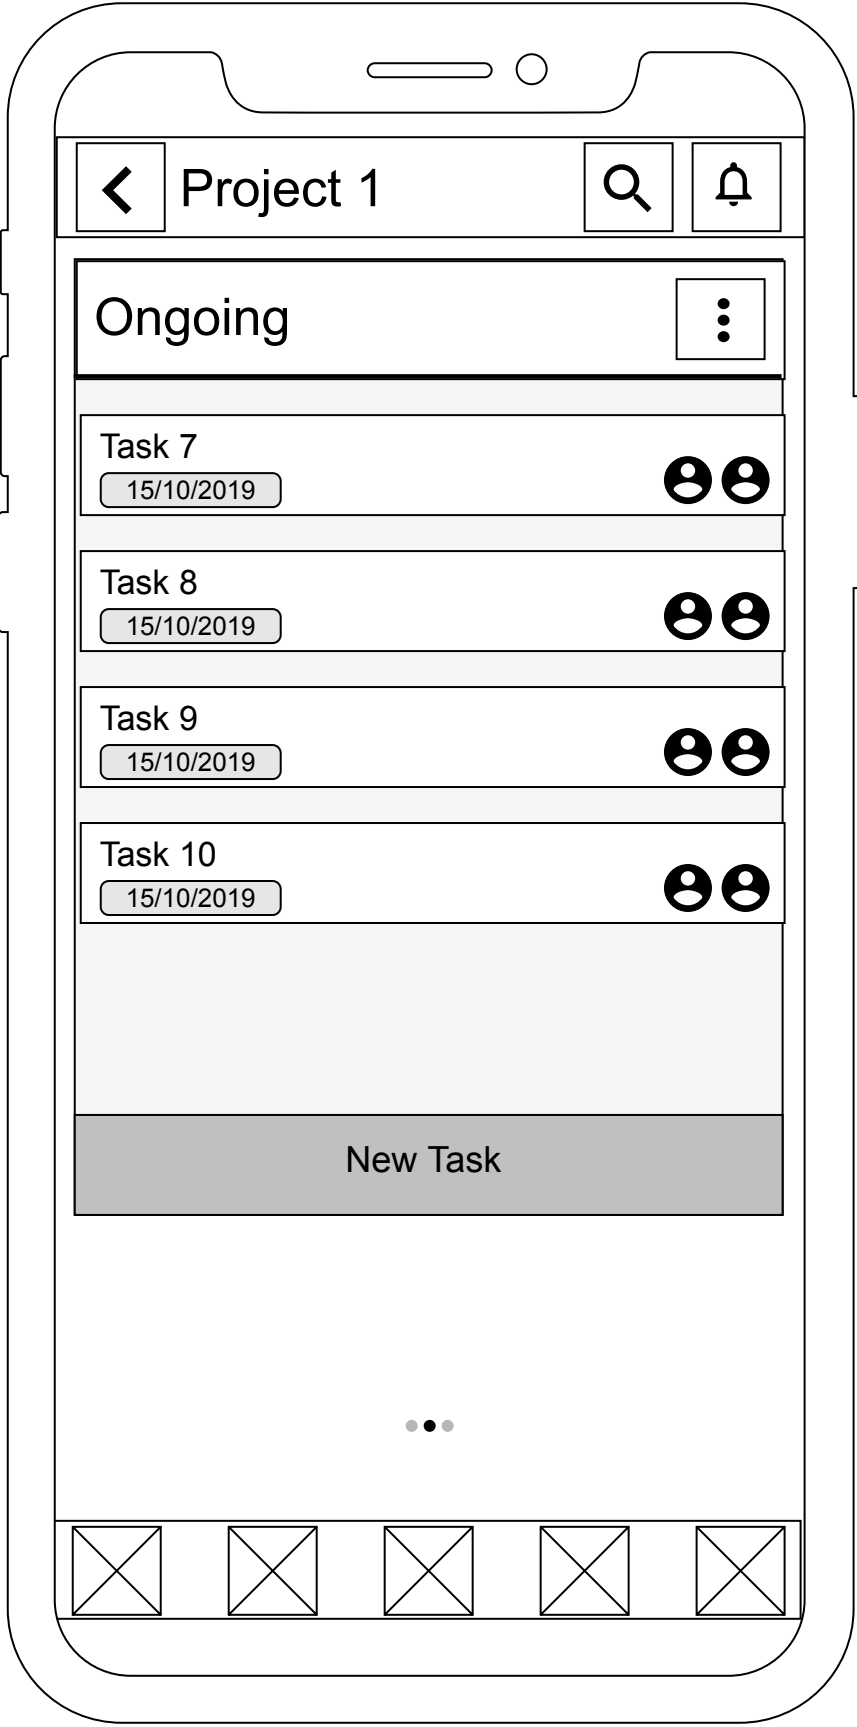 Project 1
Ongoing
Task 7
15/10/2019
Task 8
15/10/2019
Task 9
15/10/2019
Task 10
15/10/2019
New Task